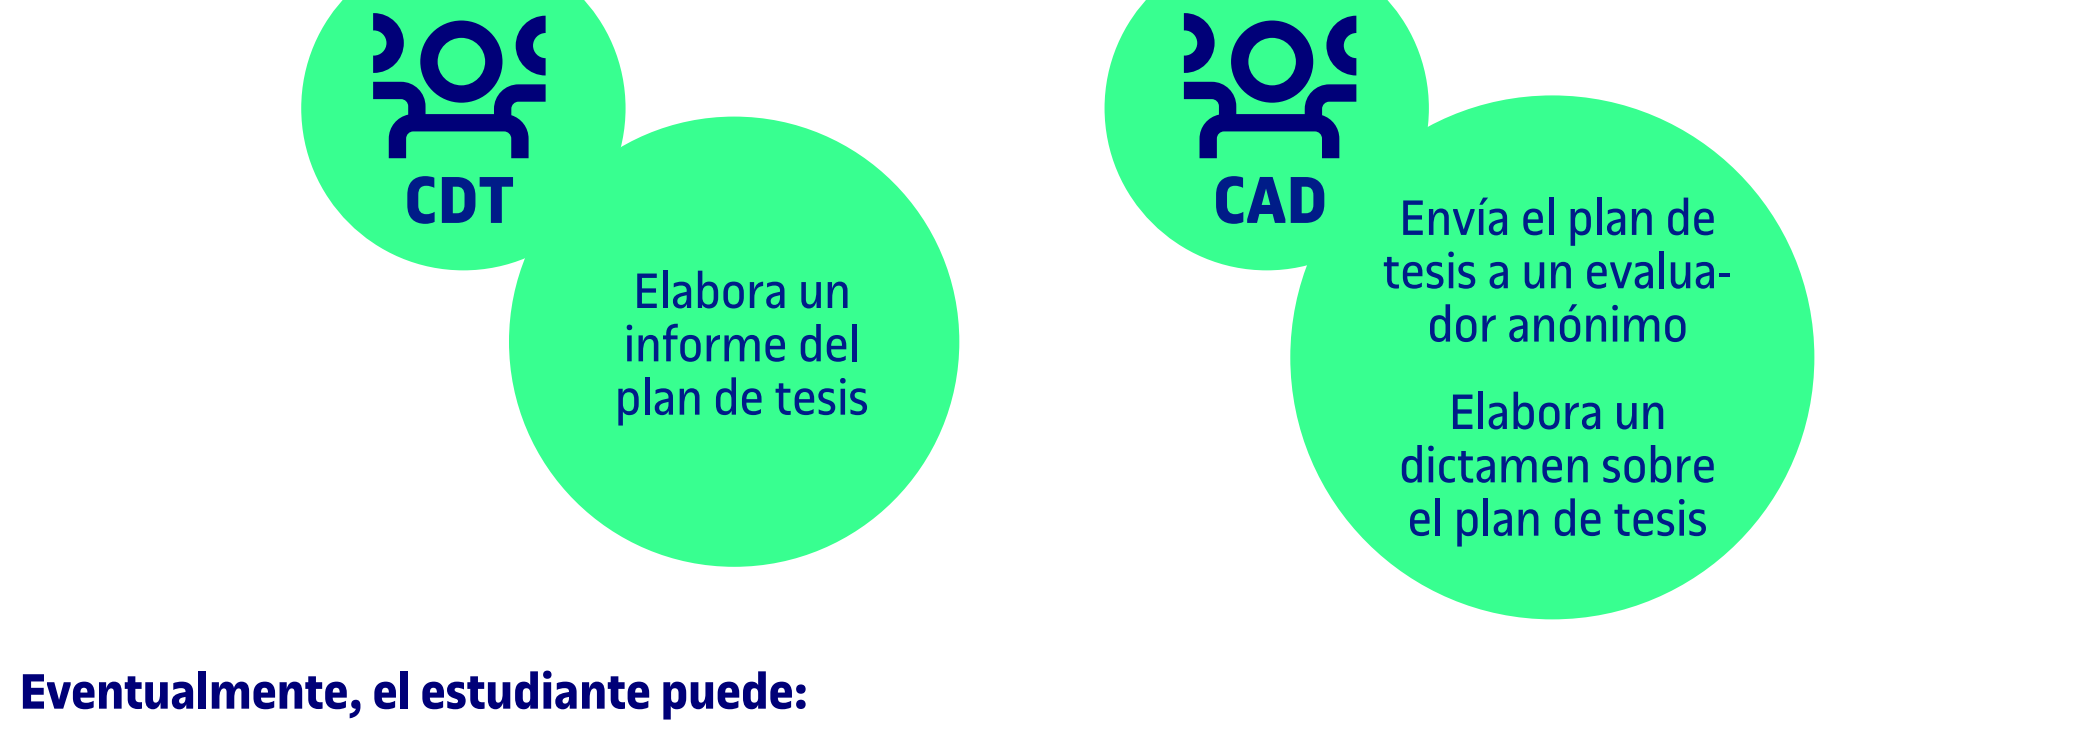 CDT
Elabora un
informe del
plan de tesis
CAD
Envía el plan de
tesis a un evalua-
dor anónimo
Elabora un
dictamen sobre
el plan de tesis
Eventualmente, el estudiante puede: